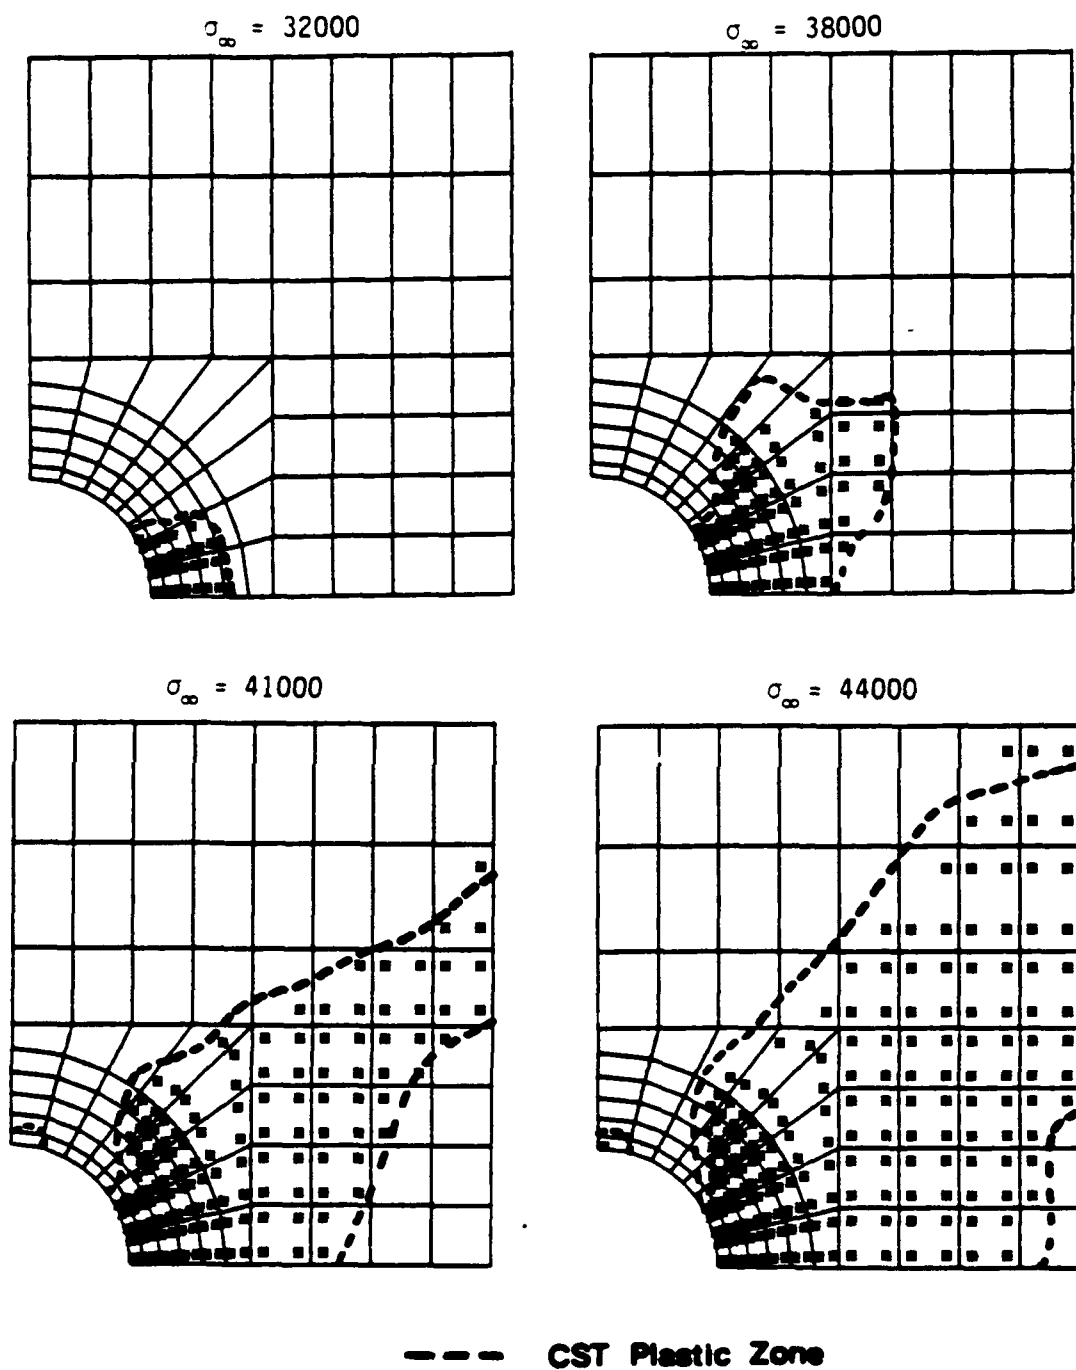 σ∞ = 32000
σ∞ = 38000
σ∞ = 41000
σ∞ = 44000
CST Plastic Zone